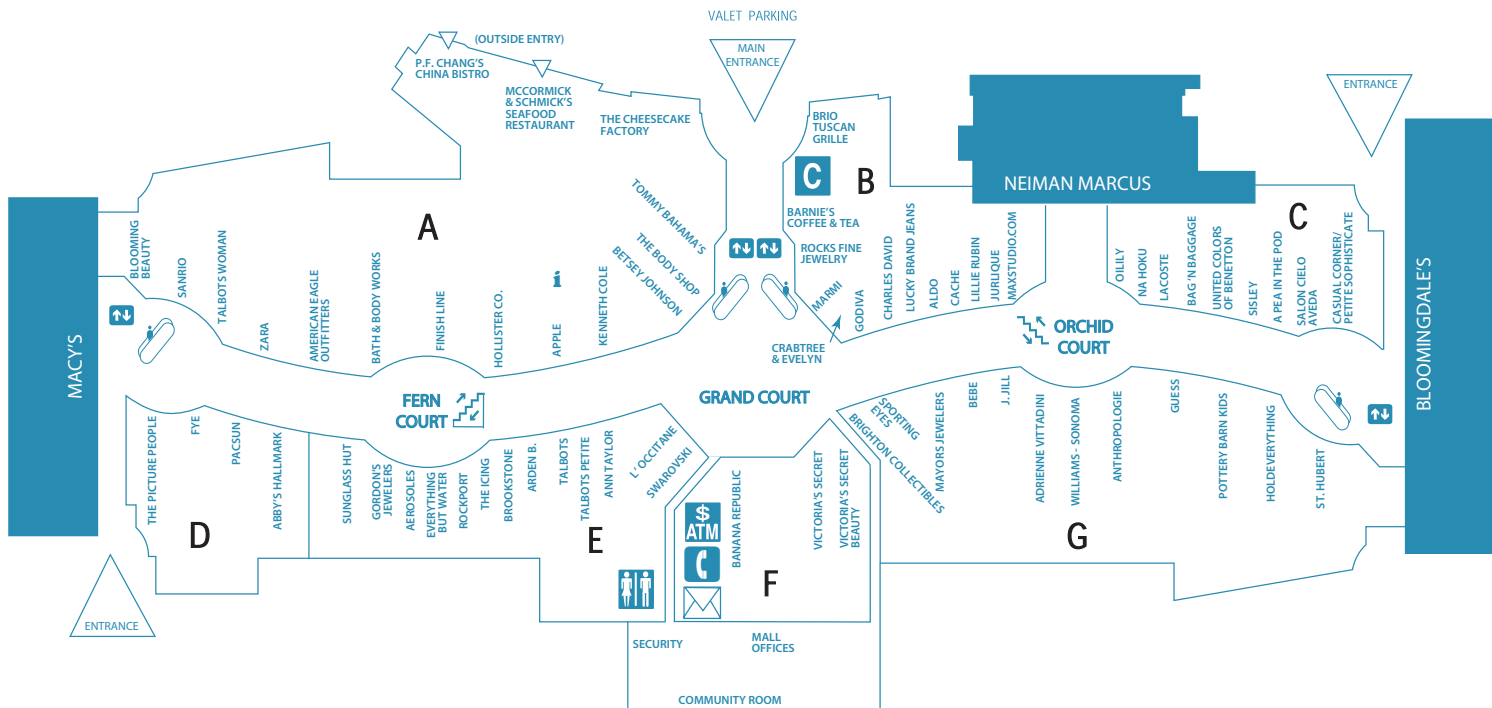 VALET PARKING
MAIN
ENTRANCE
(OUTSIDE ENTRY)
P.F. CHANG'S
CHINA BISTRO
MCCORMICK
& SCHMICK'S
SEAFOOD
RESTAURANT
THE CHEESECAKE
FACTORY
BRIO
TUSCAN
GRILLE
C
B
NEIMAN MARCUS
ENTRANCE
MACY'S
BLOOMINGDALE'S
A
C
BLOOMING
BEAUTY
SANRIO
TALBOTS WOMAN
ZARA
AMERICAN EAGLE
OUTFITTERS
BATH & BODY WORKS
FINISH LINE
HOLLISTER CO.
i
APPLE
KENNETH COLE
TOMMY BAHAMA'S
THE BODY SHOP
BETSEY JOHNSON
BARNIE'S
COFFEE & TEA
ROCKS FINE
JEWELRY
MARMI
CRABTREE
& EVELYN
GODIVA
CHARLES DAVID
LUCKY BRAND JEANS
ALDO
CACHE
LILLIE RUBIN
JURLIQUE
MAXSTUDIO.COM
OILILY
NA HOKU
LACOSTE
BAG 'N BAGGAGE
UNITED COLORS
OF BENETTON
SISLEY
A PEA IN THE POD
SALON CIELO
AVEDA
CASUAL CORNER/
PETITE SOPHISTICATE
FERN
COURT
GRAND COURT
ORCHID
COURT
THE PICTURE PEOPLE
FYE
PACSUN
ABBY'S HALLMARK
D
SUNGLASS HUT
GORDON'S
JEWELERS
AEROSOLES
EVERYTHING
BUT WATER
ROCKPORT
THE ICING
BROOKSTONE
ARDEN B.
TALBOTS
TALBOTS PETITE
ANN TAYLOR
L'OCCITANE
SWAROVSKI
E
$
ATM
BANANA REPUBLIC
VICTORIA'S SECRET
VICTORIA'S SECRET
BEAUTY
F
SPORTING
EYES
BRIGHTON COLLECTIBLES
MAYORS JEWELERS
BEBE
J. JILL
ADRIENNE VITTADINI
WILLIAMS - SONOMA
ANTHROPOLOGIE
GUESS
POTTERY BARN KIDS
HOLDEVERYTHING
ST. HUBERT
G
ENTRANCE
SECURITY
MALL
OFFICES
COMMUNITY ROOM